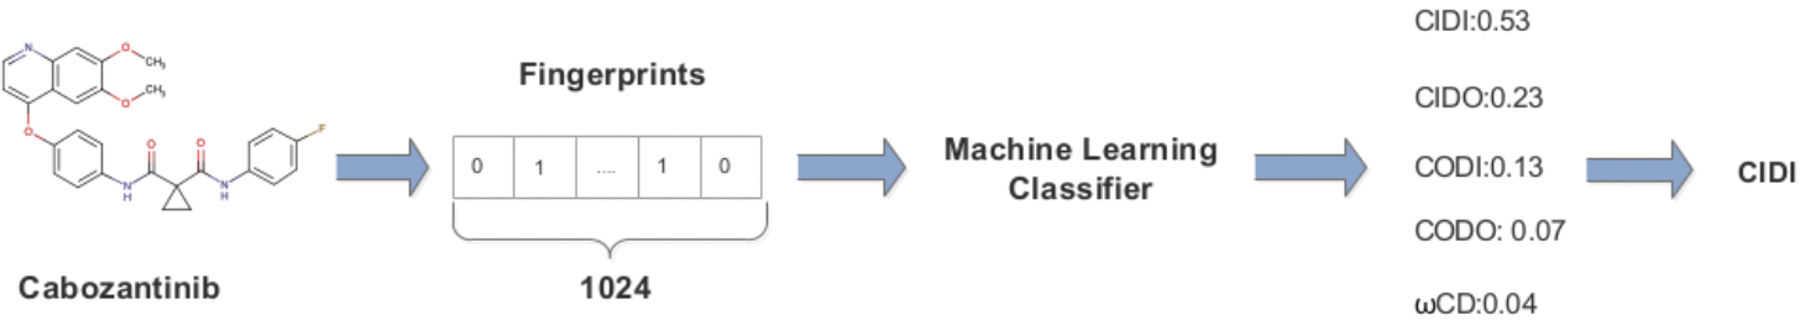 N
O
CH₃
O
CH₃
O
O
O
F
N
H
N
H
Cabozantinib
Fingerprints
0 1 .... 1 0
1024
Machine Learning
Classifier
CIDI:0.53
CIDO:0.23
CODI:0.13
CODO: 0.07
ωCD:0.04
CIDI